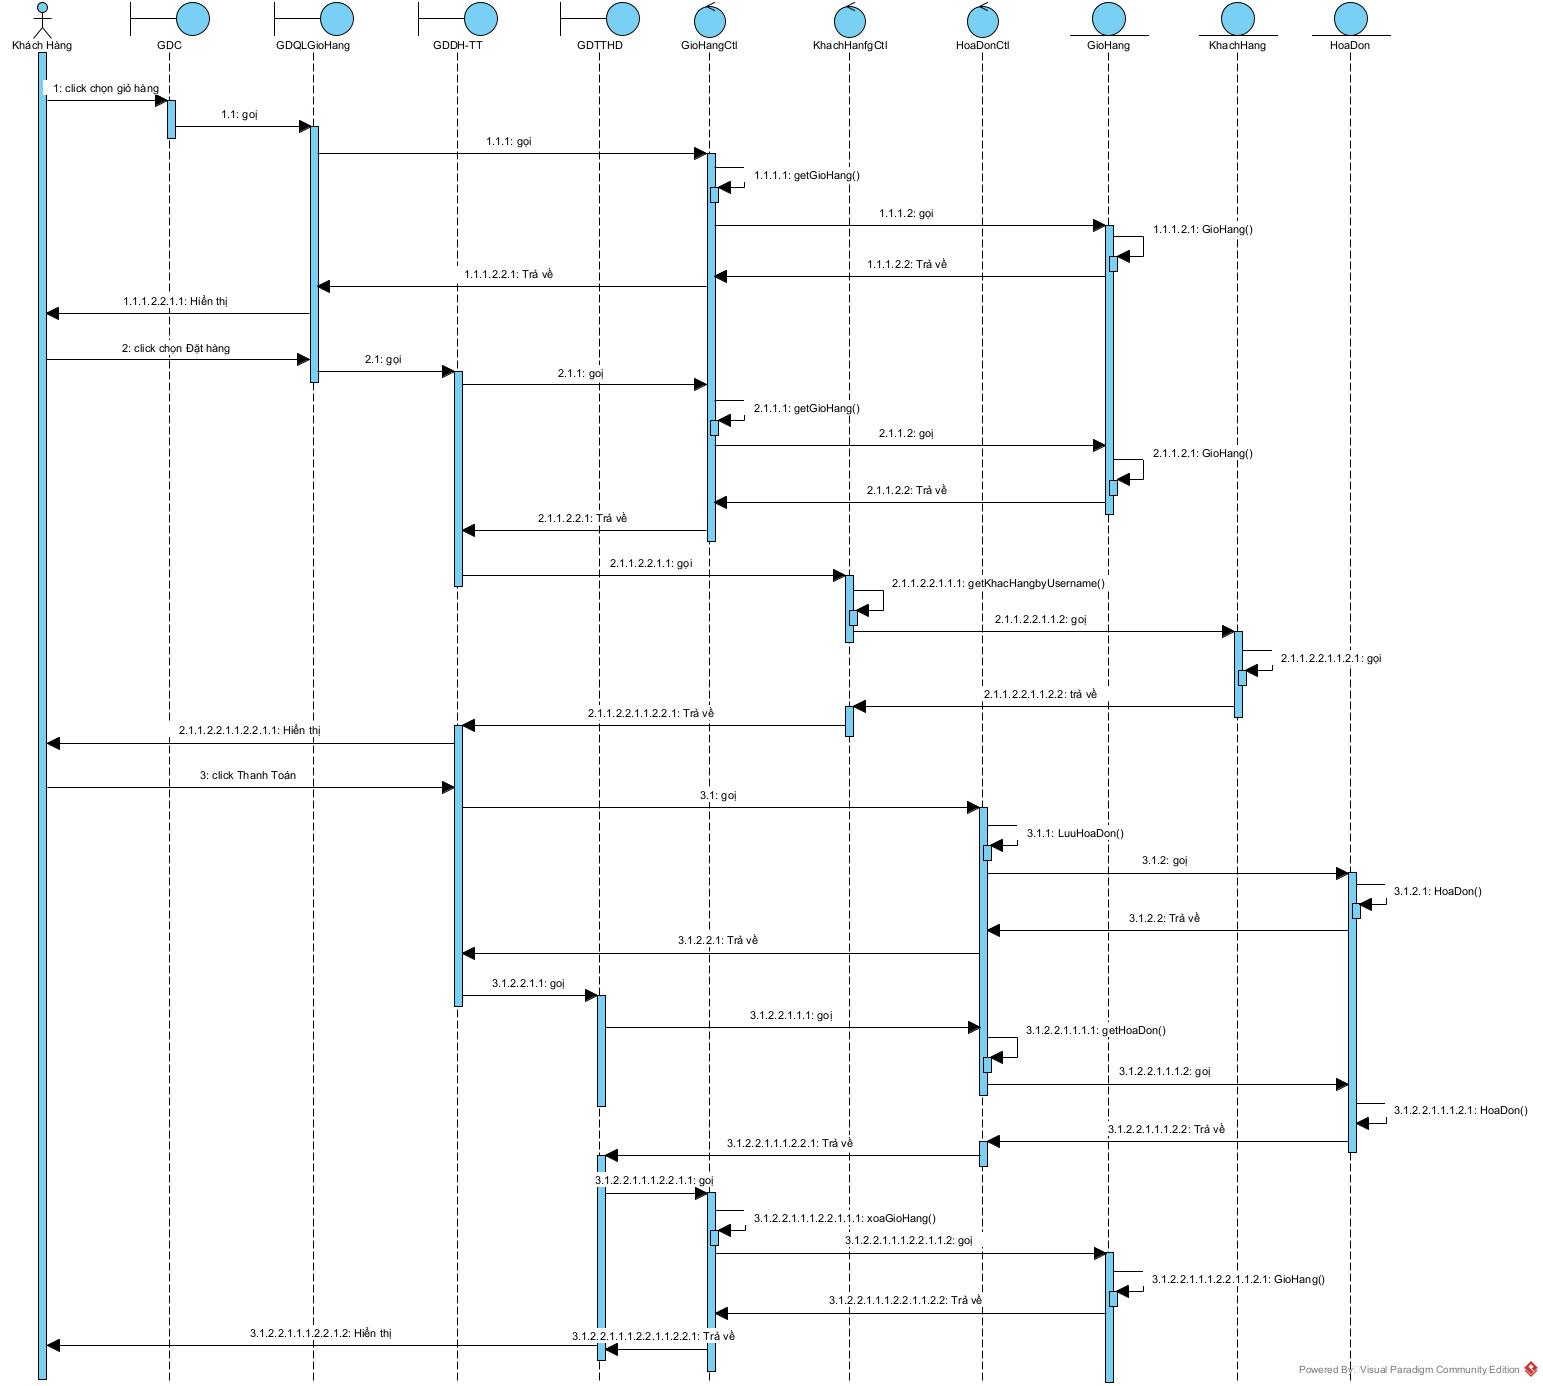 Khách Hàng
GDC
GDQLGioHang
GDDH-TT
GDTTHD
GioHangCtl
KhachHanfgCtl
HoaDonCtl
GioHang
KhachHang
HoaDon
1: click chọn giỏ hàng
1.1: goị
1.1.1: gọi
1.1.1.1: getGioHang()
1.1.1.2: gọi
1.1.1.2.1: GioHang()
1.1.1.2.2: Trả về
1.1.1.2.2.1: Trả về
1.1.1.2.2.1.1: Hiển thị
2: click chọn Đặt hàng
2.1: gọi
2.1.1: goị
2.1.1.1: getGioHang()
2.1.1.2: goị
2.1.1.2.1: GioHang()
2.1.1.2.2: Trả về
2.1.1.2.2.1: Trả về
2.1.1.2.2.1.1: gọi
2.1.1.2.2.1.1.1: getKhacHangbyUsername()
2.1.1.2.2.1.1.2: goị
2.1.1.2.2.1.1.2.1: gọi
2.1.1.2.2.1.1.2.2: trả về
2.1.1.2.2.1.1.2.2.1: Trả về
2.1.1.2.2.1.1.2.2.1.1: Hiển thị
3: click Thanh Toán
3.1: goị
3.1.1: LuuHoaDon()
3.1.2: goị
3.1.2.1: HoaDon()
3.1.2.2: Trả về
3.1.2.2.1: Trả về
3.1.2.2.1.1: goị
3.1.2.2.1.1.1: goị
3.1.2.2.1.1.1.1: getHoaDon()
3.1.2.2.1.1.1.2: goị
3.1.2.2.1.1.1.2.1: HoaDon()
3.1.2.2.1.1.1.2.2: Trả về
3.1.2.2.1.1.1.2.2.1: Trả về
3.1.2.2.1.1.1.2.2.1.1: goị
3.1.2.2.1.1.1.2.2.1.1.1: xoaGioHang()
3.1.2.2.1.1.1.2.2.1.1.2: goị
3.1.2.2.1.1.1.2.2.1.1.2.1: GioHang()
3.1.2.2.1.1.1.2.2.1.1.2.2: Trả về
3.1.2.2.1.1.1.2.2.1.2: Hiển thị
3.1.2.2.1.1.1.2.2.1.1.2.2.1: Trả về
Powered By Visual Paradigm Community Edition